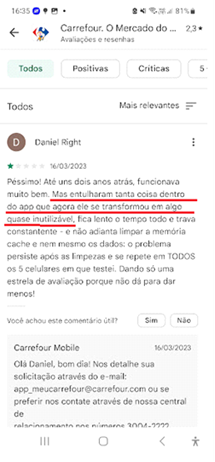 16:35
83%
Carrefour. O Mercado do ...
2,3★
Avaliações e resenhas
Todos
Positivas
Críticas
5
Todos
Mais relevantes
D
Daniel Right
16/03/2023
Péssimo! Até uns dois anos atrás, funcionava
muito bem. Mas entulharam tanta coisa dentro
do app que agora ele se transformou em algo
quase inutilizável, fica lento o tempo todo e trava
constantente - e não adianta limpar a memória
cache e nem mesmo os dados: o problema
persiste após as limpezas e se repete em TODOS
os 5 celulares em que testei. Dando só uma
estrela de avaliação porque não dá para dar
menos!
Você achou este comentário útil?
Sim
Não
Carrefour Mobile
16/03/2023
Olá Daniel, bom dia! Nos detalhe sua
solicitação através do e-mail:
app_meucarrefour@carrefour.com ou se
preferir nos contate através de nossa central
de
relacionamento nos números 3004-2222